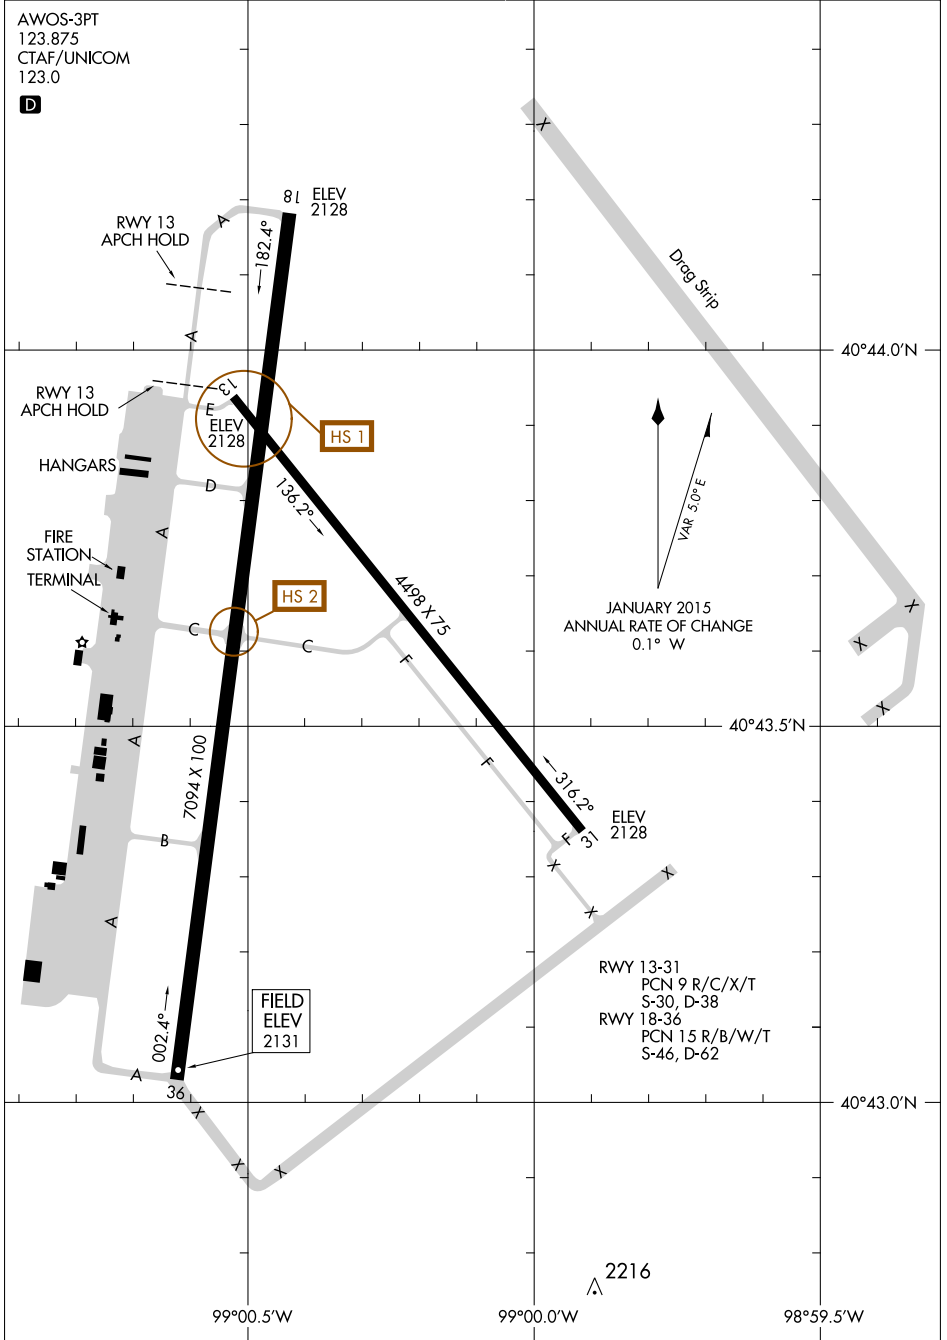 AWOS-3PT
123.875
CTAF/UNICOM
123.0
D
X
18
ELEV
2128
A
RWY 13
APCH HOLD
182.4°
Drag Strip
A
40°44.0'N
RWY 13
APCH HOLD
13
E
ELEV
2128
HS 1
HANGARS
D
136.2°
VAR 5.0° E
A
FIRE
STATION
TERMINAL
4498 X 75
HS 2
JANUARY 2015
ANNUAL RATE OF CHANGE
0.1° W
X
C
C
F
X
X
40°43.5'N
A
7094 X 100
F
316.2°
ELEV
2128
31
B
F
X
X
X
A
RWY 13-31
PCN 9 R/C/X/T
S-30, D-38
RWY 18-36
PCN 15 R/B/W/T
S-46, D-62
FIELD
ELEV
2131
002.4°
A
36
X
40°43.0'N
X
X
2216
99°00.5'W
99°00.0'W
98°59.5'W